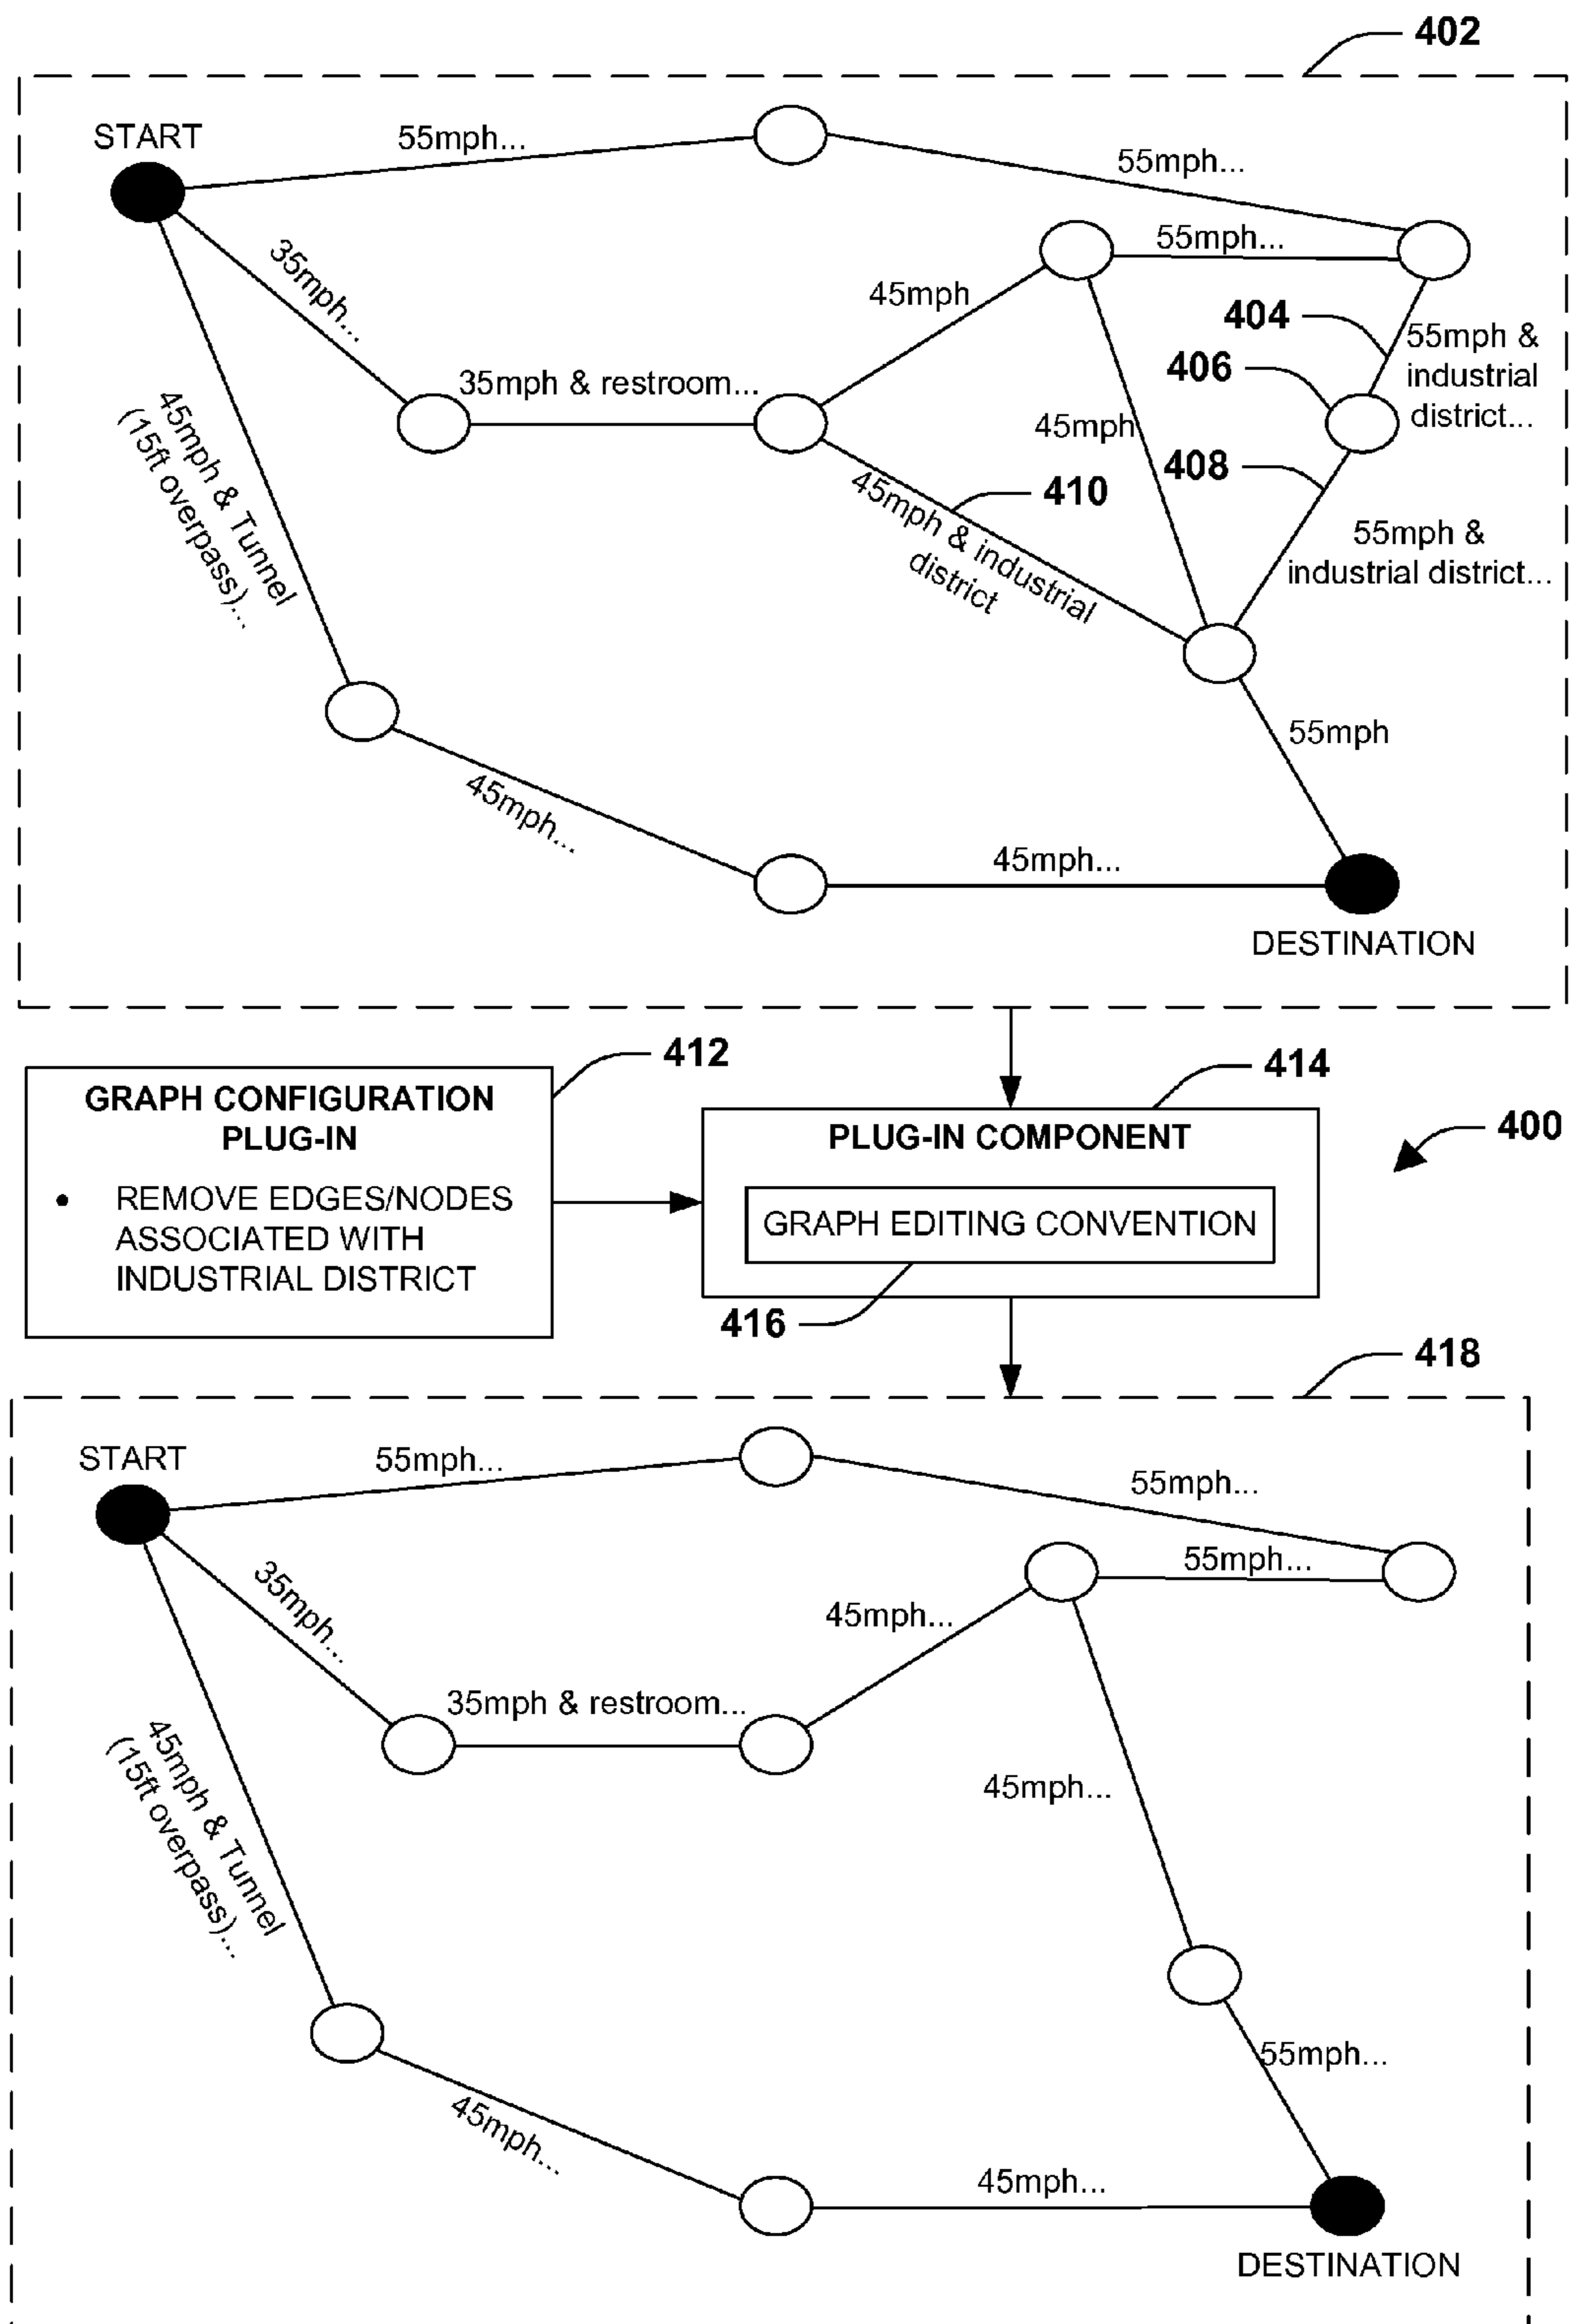 402
START
55mph...
55mph...
55mph...
35mph...
45mph
404
55mph &
industrial
district...
406
35mph & restroom...
45mph
408
410
45mph & Tunnel
(15ft overpass)...
45mph & industrial
district
55mph &
industrial district...
55mph
45mph...
45mph...
DESTINATION
412
414
GRAPH CONFIGURATION
PLUG-IN
• REMOVE EDGES/NODES
ASSOCIATED WITH
INDUSTRIAL DISTRICT
PLUG-IN COMPONENT
GRAPH EDITING CONVENTION
400
416
418
START
55mph...
55mph...
55mph...
35mph...
45mph...
35mph & restroom...
45mph...
45mph & Tunnel
(15ft overpass)...
55mph...
45mph...
45mph...
DESTINATION